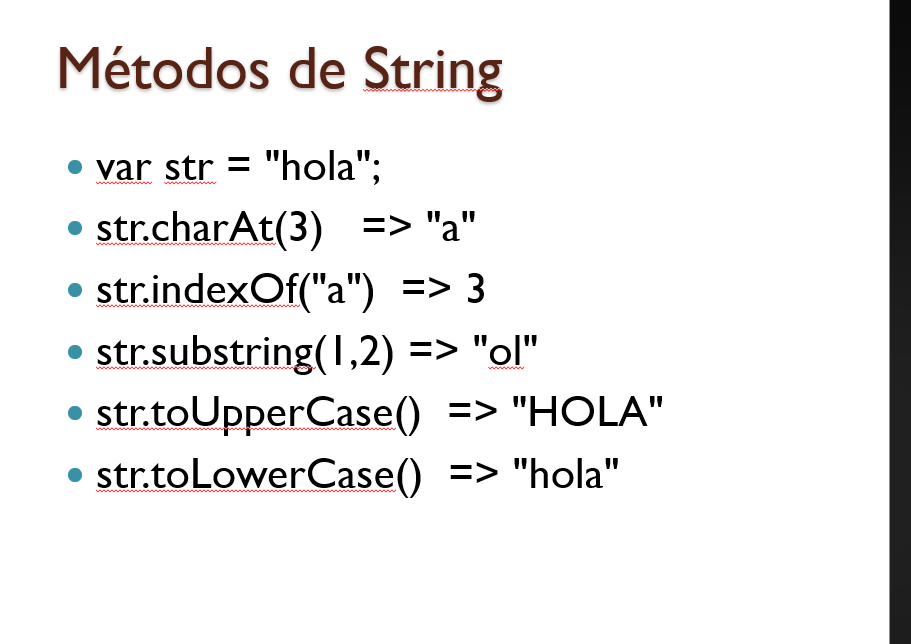 Métodos de String
• var str = "hola";
• str.charAt(3) => "a"
• str.indexOf("a") => 3
• str.substring(1,2) => "ol"
• str.toUpperCase() => "HOLA"
• str.toLowerCase() => "hola"